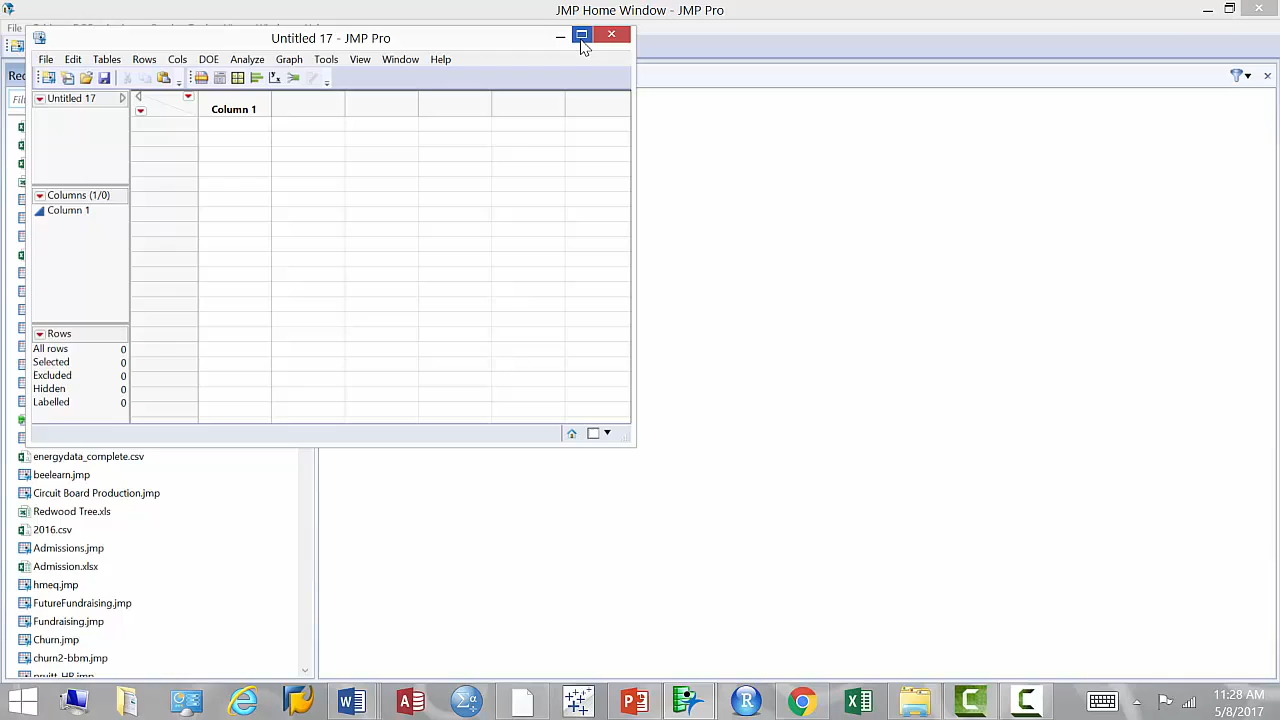 JMP Home Window - JMP Pro
File
Untitled 17 - JMP Pro
File Edit Tables Rows Cols DOE Analyze Graph Tools View Window Help
Untitled 17
Column 1
Columns (1/0)
Column 1
Rows
All rows 0
Selected 0
Excluded 0
Hidden 0
Labelled 0
energydata_complete.csv
beelearn.jmp
Circuit Board Production.jmp
Redwood Tree.xls
2016.csv
Admissions.jmp
Admission.xlsx
hmeq.jmp
FutureFundraising.jmp
Fundraising.jmp
Churn.jmp
churn2-bbm.jmp
11:28 AM
5/8/2017